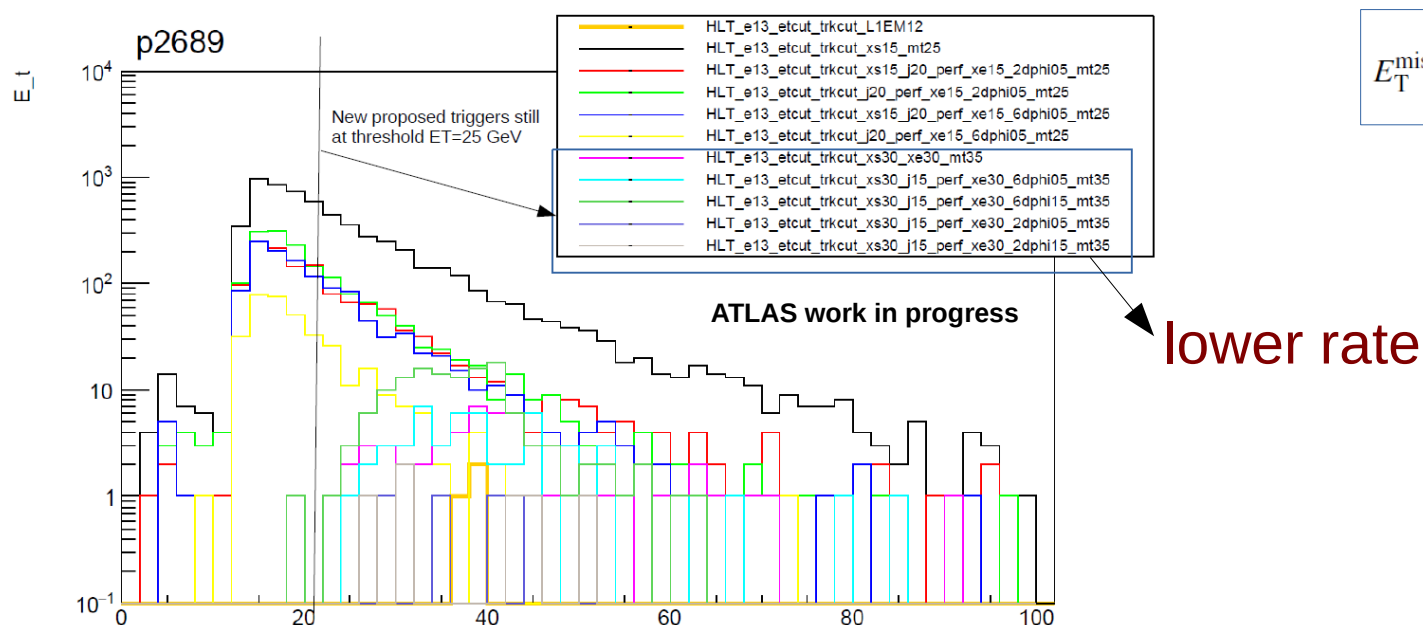 p2689
E_t
HLT_e13_etcut_trkcut_L1EM12
HLT_e13_etcut_trkcut_xs15_mt25
HLT_e13_etcut_trkcut_xs15_j20_perf_xe15_2dphi05_mt25
HLT_e13_etcut_trkcut_j20_perf_xe15_2dphi05_mt25
HLT_e13_etcut_trkcut_xs15_j20_perf_xe15_6dphi05_mt25
HLT_e13_etcut_trkcut_j20_perf_xe15_6dphi05_mt25
HLT_e13_etcut_trkcut_xs30_xe30_mt35
HLT_e13_etcut_trkcut_xs30_j15_perf_xe30_6dphi05_mt35
HLT_e13_etcut_trkcut_xs30_j15_perf_xe30_6dphi15_mt35
HLT_e13_etcut_trkcut_xs30_j15_perf_xe30_2dphi05_mt35
HLT_e13_etcut_trkcut_xs30_j15_perf_xe30_2dphi15_mt35
E_T^mis
New proposed triggers still
at threshold ET=25 GeV
ATLAS work in progress
lower rate
10^4
10^3
10^2
10
1
10^−1
0 20 40 60 80 100